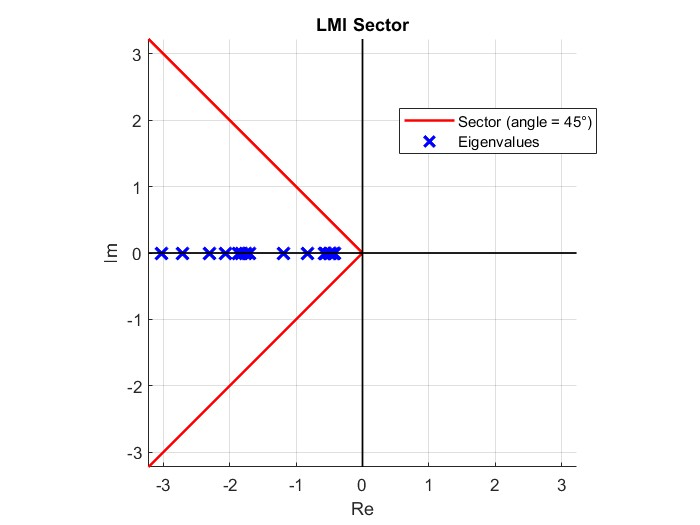 LMI Sector
3
2
1
0
-1
-2
-3
Im
Sector (angle = 45°)
Eigenvalues
-3 -2 -1 0 1 2 3
Re